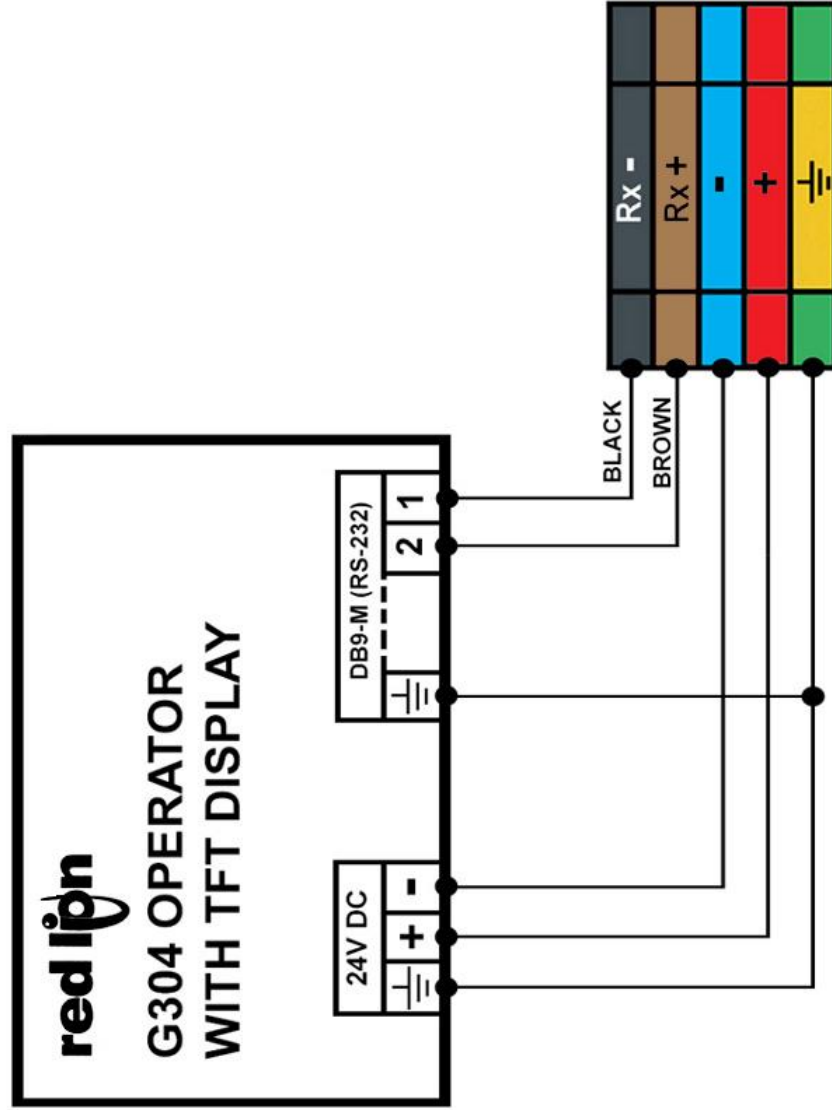 red lion
G304 OPERATOR
WITH TFT DISPLAY
24V DC
+
-
DB9-M (RS-232)
2
1
BLACK
BROWN
Rx -
Rx +
-
+